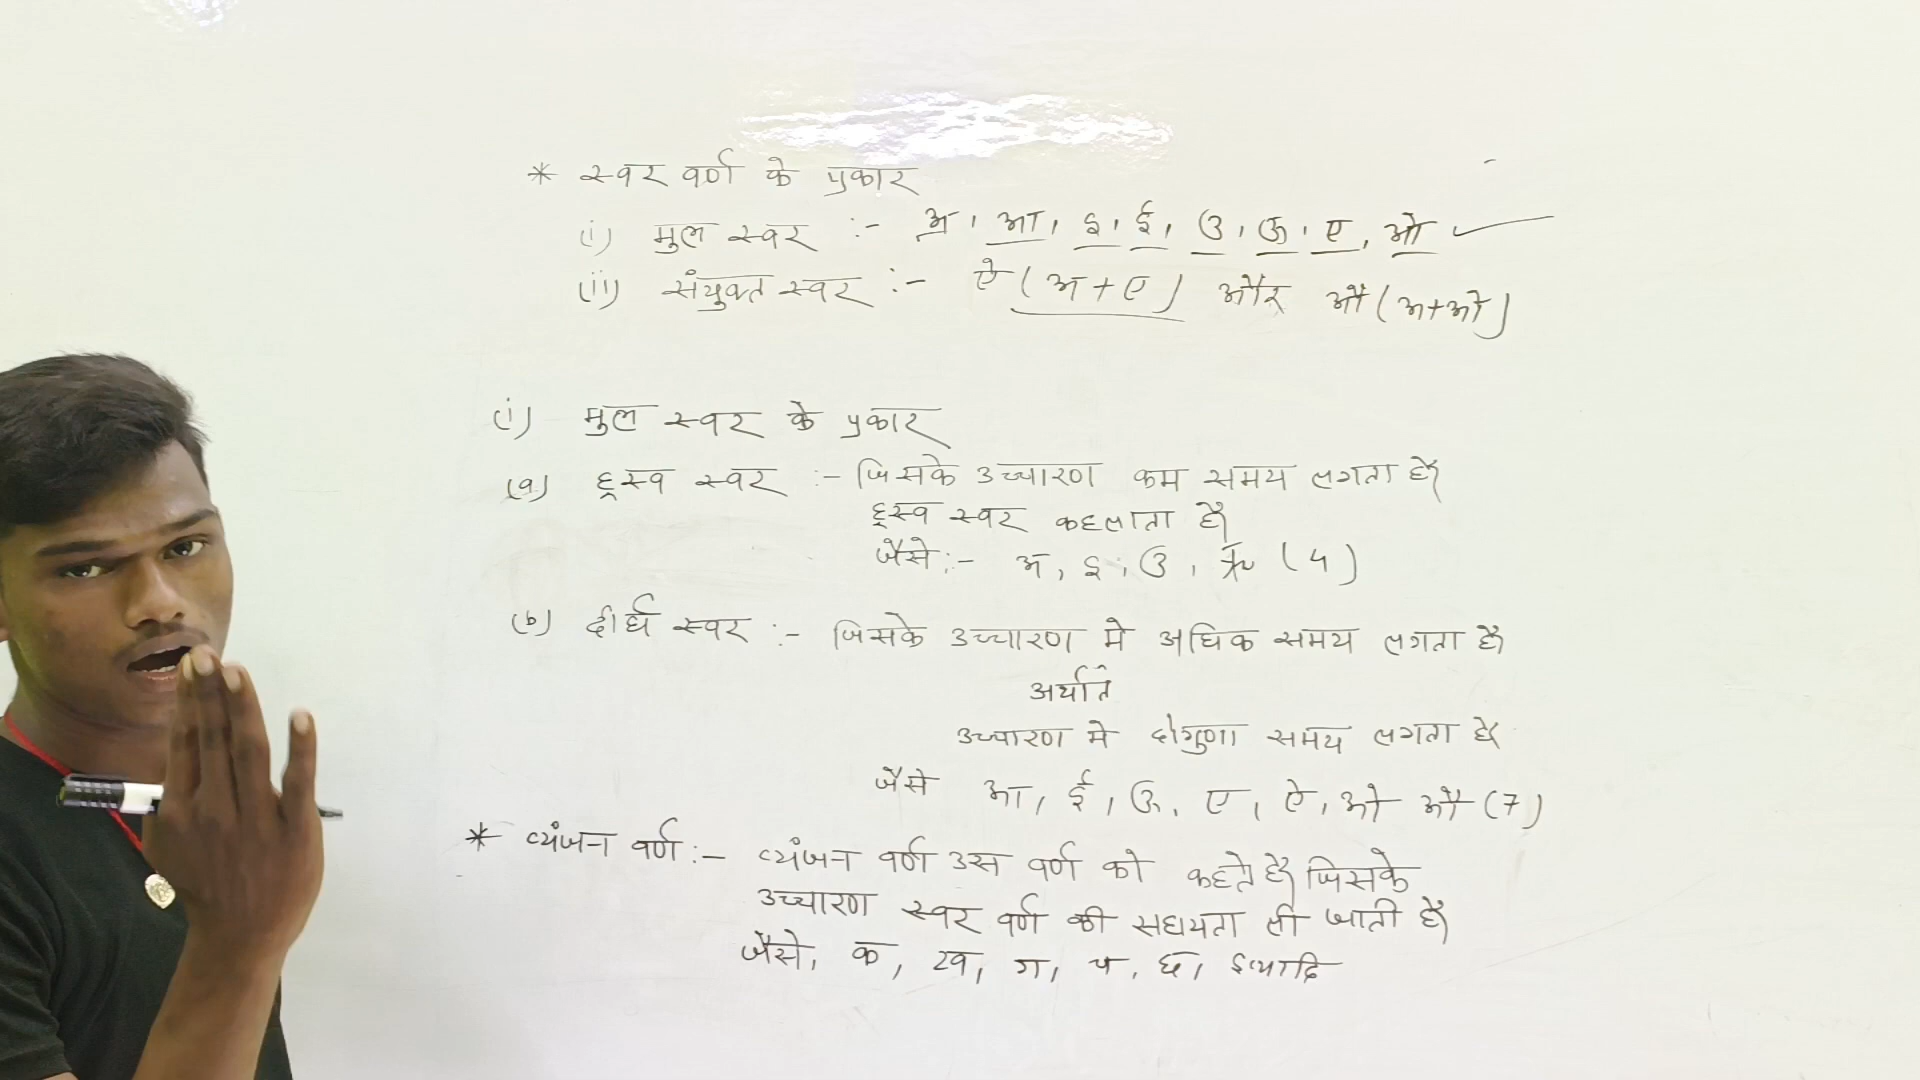 * स्वर वर्ण के प्रकार
(i) मुल स्वर :- अ, आ, इ, ई, उ, ऊ, ए, ओ
(ii) संयुक्त स्वर :- ऐ (अ+ए) और औ (अ+ओ)
(i) मुल स्वर के प्रकार
(a) ह्रस्व स्वर :- जिसके उच्चारण कम समय लगता है।
ह्रस्व स्वर कहलाता है।
जैसे:- अ, इ, उ, ऋ (4)
(b) दीर्घ स्वर :- जिसके उच्चारण मे अधिक समय लगता है
अर्थात
उच्चारण मे दोगुणा समय लगता है।
जैसे आ, ई, ऊ, ए, ऐ, ओ औ (7)
* व्यंजन वर्ण :- व्यंजन वर्ण उस वर्ण को कहते है। जिसके
उच्चारण स्वर वर्ण की सहायता ली जाती है।
जैसे, क, ख, ग, च, छ, इत्यादि